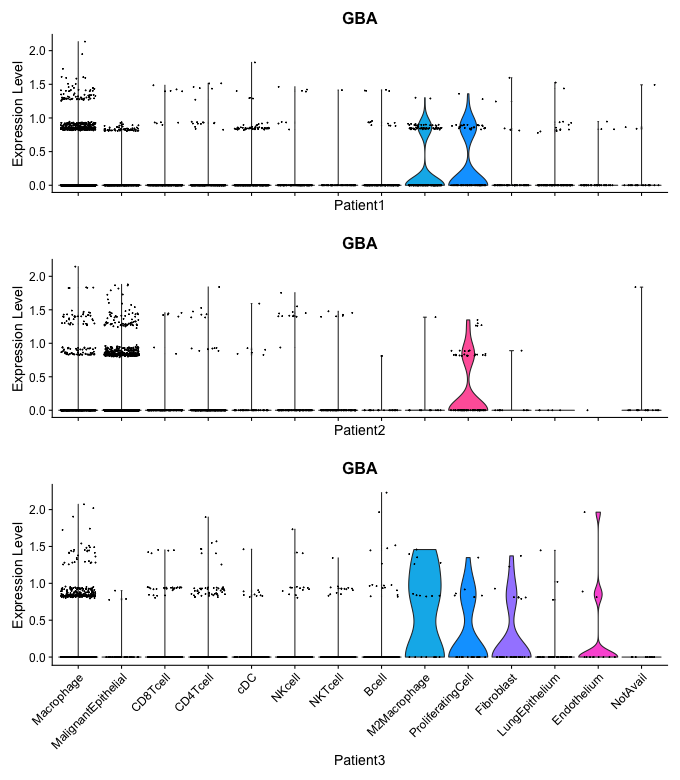 GBA
Expression Level
2.0
1.5
1.0
0.5
0.0
Patient1
GBA
Expression Level
2.0
1.5
1.0
0.5
0.0
Patient2
GBA
Expression Level
2.0
1.5
1.0
0.5
0.0
Macrophage
MalignantEpithelial
CD8Tcell
CD4Tcell
cDC
NKcell
NKTcell
Bcell
M2Macrophage
ProliferatingCell
Fibroblast
LungEpithelium
Endothelium
NotAvail
Patient3